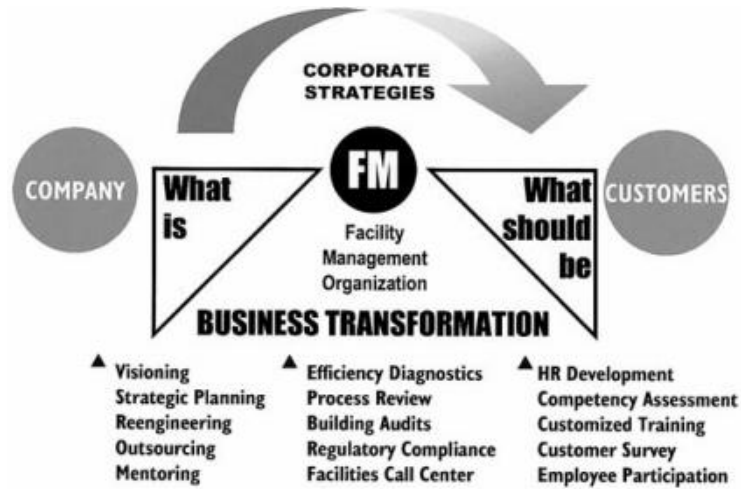 CORPORATE
STRATEGIES
COMPANY
What
is
FM
Facility
Management
Organization
What
should
be
CUSTOMERS
BUSINESS TRANSFORMATION
Visioning
Strategic Planning
Reengineering
Outsourcing
Mentoring
Efficiency Diagnostics
Process Review
Building Audits
Regulatory Compliance
Facilities Call Center
HR Development
Competency Assessment
Customized Training
Customer Survey
Employee Participation